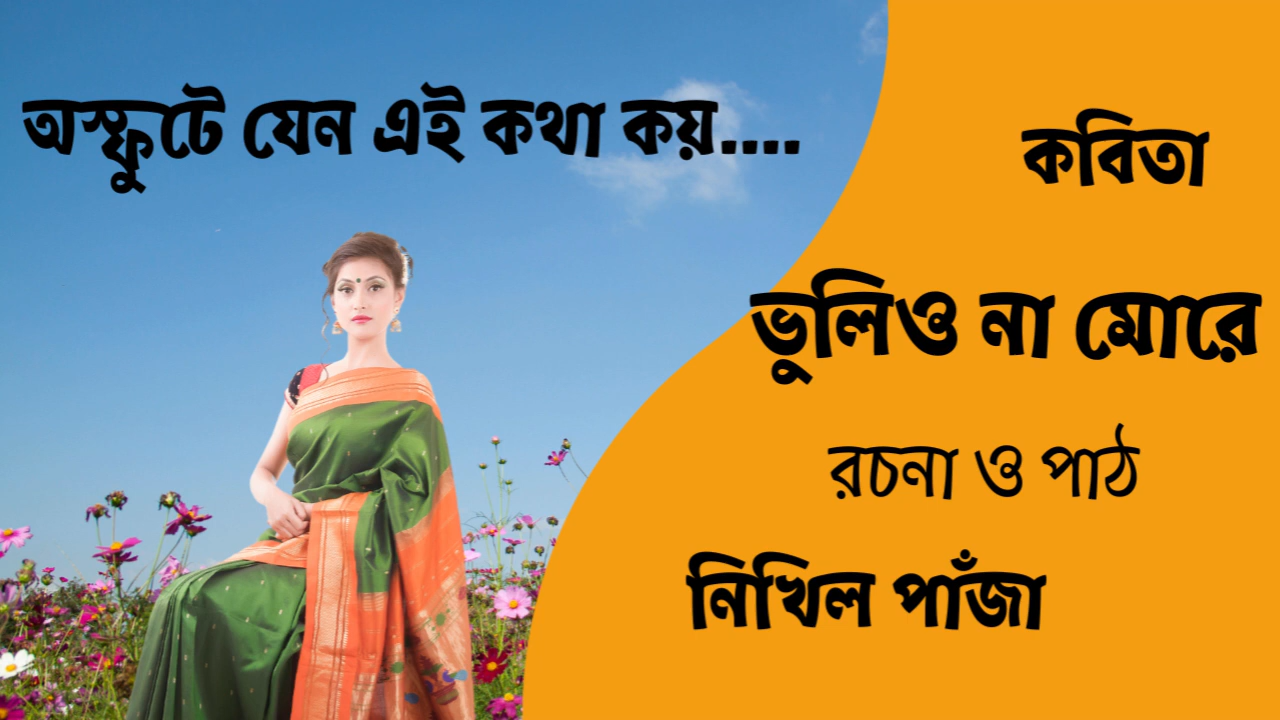 অস্ফুটে যেন এই কথা কয়....
কবিতা
ভুলিও না মোরে
রচনা ও পাঠ
নিখিল পাঁজা